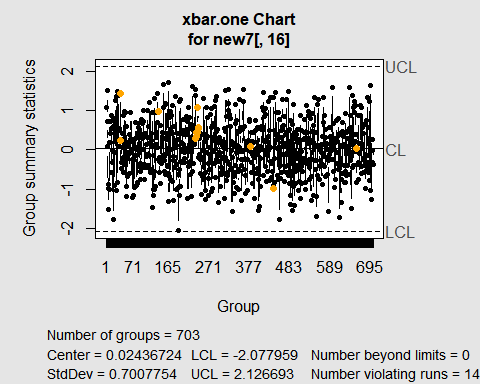 xbar.one Chart
for new7[, 16]
Group summary statistics
2
1
0
-1
-2
UCL
CL
LCL
1 71 165 271 377 483 589 695
Group
Number of groups = 703
Center = 0.02436724 LCL = -2.077959 Number beyond limits = 0
StdDev = 0.7007754 UCL = 2.126693 Number violating runs = 14